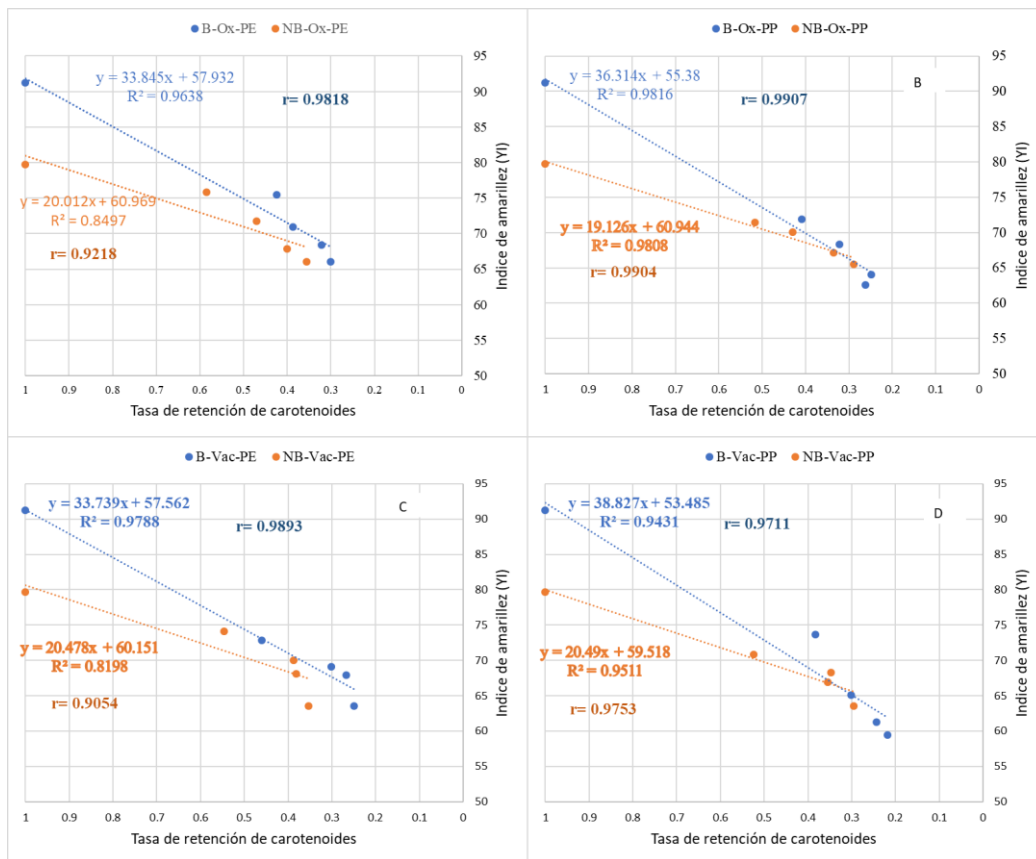 B-Ox-PE NB-Ox-PE
y = 33.845x + 57.932
R² = 0.9638
r= 0.9818
y = 20.012x + 60.969
R² = 0.8497
r= 0.9218
95
90
85
80
75
70
65
60
55
50
Indice de amarillez (YI)
1 0.9 0.8 0.7 0.6 0.5 0.4 0.3 0.2 0.1 0
Tasa de retención de carotenoides
B-Ox-PP NB-Ox-PP
B
y = 36.314x + 55.38
R² = 0.9816
r= 0.9907
y = 19.126x + 60.944
R² = 0.9808
r= 0.9904
95
90
85
80
75
70
65
60
55
50
Indice de amarillez (YI)
1 0.9 0.8 0.7 0.6 0.5 0.4 0.3 0.2 0.1 0
Tasa de retención de carotenoides
B-Vac-PE NB-Vac-PE
C
y = 33.739x + 57.562
R² = 0.9788
r= 0.9893
y = 20.478x + 60.151
R² = 0.8198
r= 0.9054
95
90
85
80
75
70
65
60
55
50
Indice de amarillez (YI)
1 0.9 0.8 0.7 0.6 0.5 0.4 0.3 0.2 0.1 0
Tasa de retención de carotenoides
B-Vac-PP NB-Vac-PP
D
y = 38.827x + 53.485
R² = 0.9431
r= 0.9711
y = 20.49x + 59.518
R² = 0.9511
r= 0.9753
95
90
85
80
75
70
65
60
55
50
Indice de amarillez (YI)
1 0.9 0.8 0.7 0.6 0.5 0.4 0.3 0.2 0.1 0
Tasa de retención de carotenoides